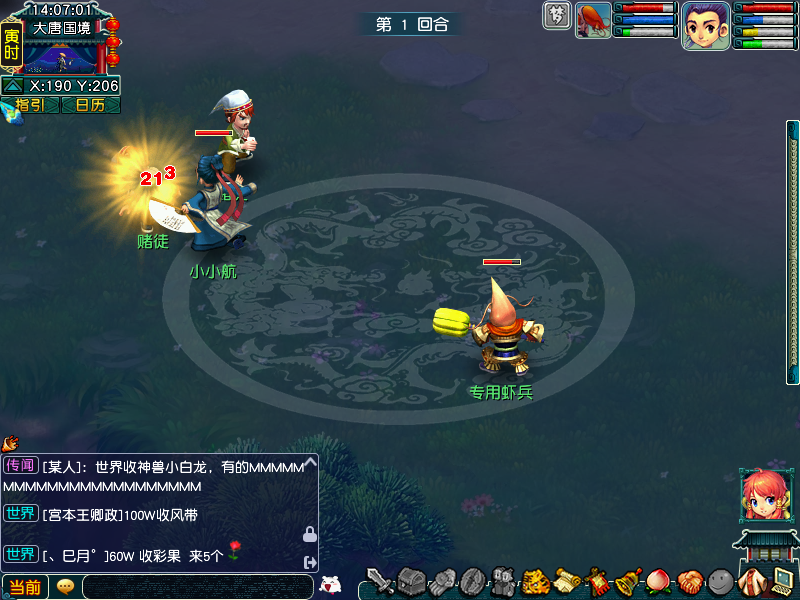 14:07:01
寅时
大唐国境
X:190 Y:206
指引
日历
第 1 回合
梦
213
赌徒
小小航
专用虾兵
传闻 [某人]：世界收神兽小白龙，有的MMMMM
MMMMMMMMMMMMMMMMMM
世界 [宫本王卿政]100W收风带
世界 [、巳月°]60W 收彩果 来5个
当前